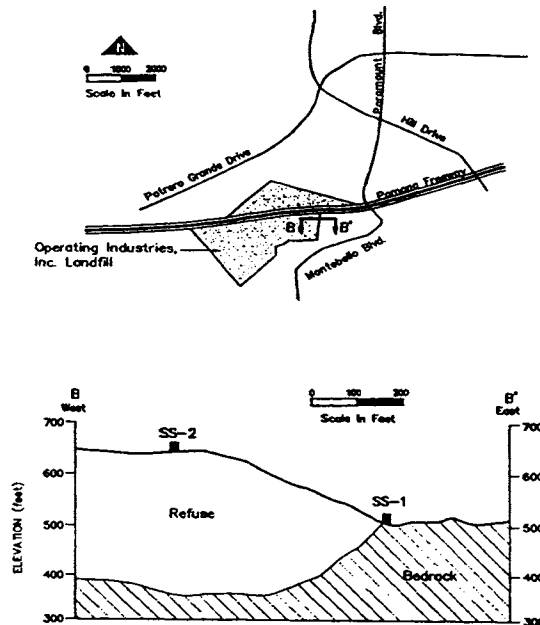 N
0 1000 2000
Scale In Feet
Paramount Blvd.
Hill Drive
Potrero Grande Drive
Pomona Freeway
B B"
Operating Industries,
Inc. Landfill
Montebello Blvd.
B
West
0 100 200
Scale In Feet
B"
East
700
600
500
400
300
ELEVATION (feet)
SS-2
SS-1
Refuse
Bedrock
700
600
500
400
300